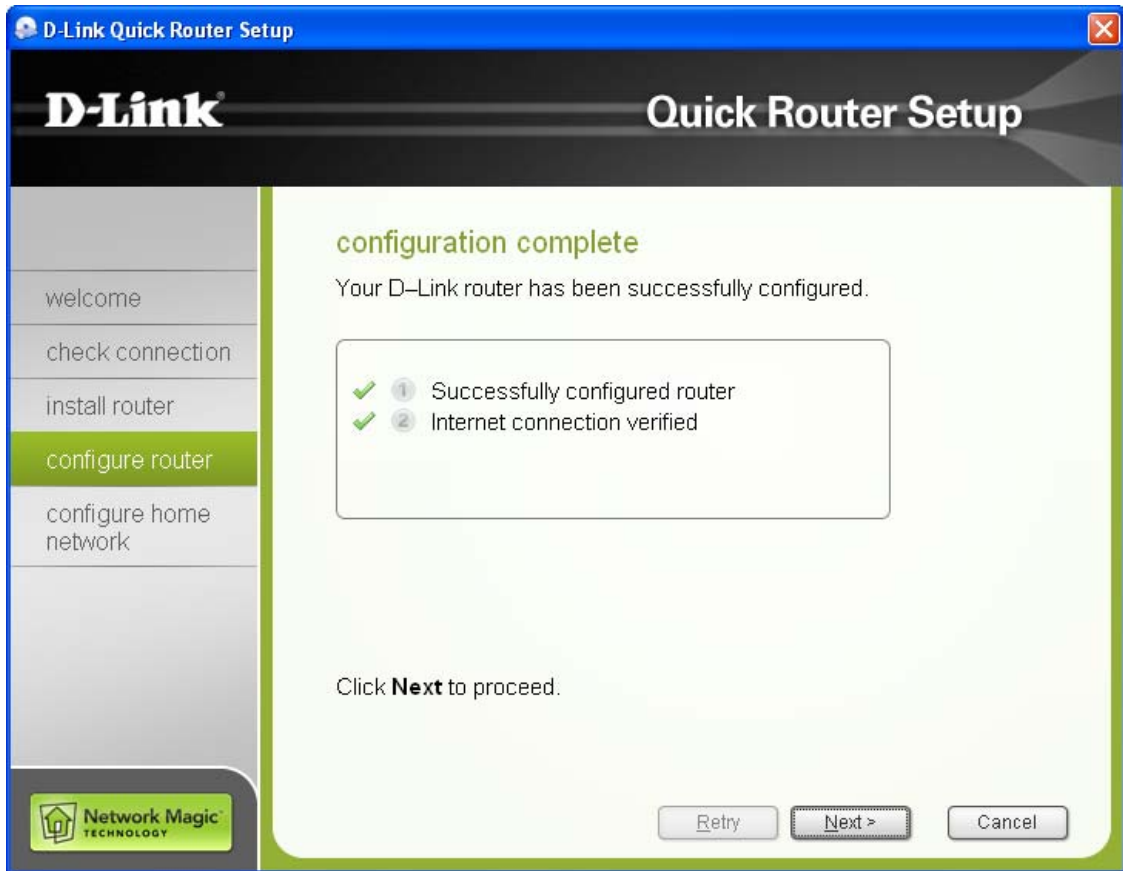 D-Link Quick Router Setup
D-Link®
Quick Router Setup
welcome
check connection
install router
configure router
configure home
network
configuration complete
Your D–Link router has been successfully configured.
1 Successfully configured router
2 Internet connection verified
Click Next to proceed.
Network Magic
TECHNOLOGY
Retry
Next >
Cancel